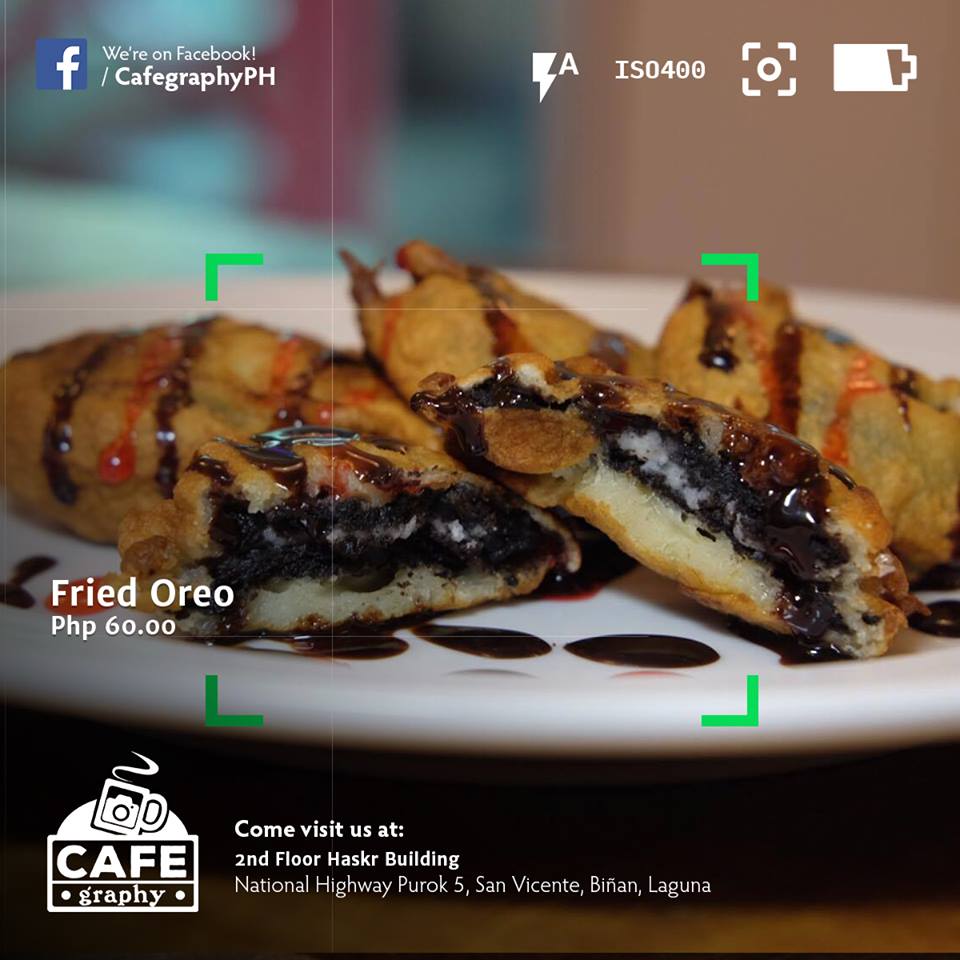 We're on Facebook!
/ CafegraphyPH
A
ISO400
Fried Oreo
Php 60.00
CAFE
graphy
Come visit us at:
2nd Floor Haskr Building
National Highway Purok 5, San Vicente, Biñan, Laguna